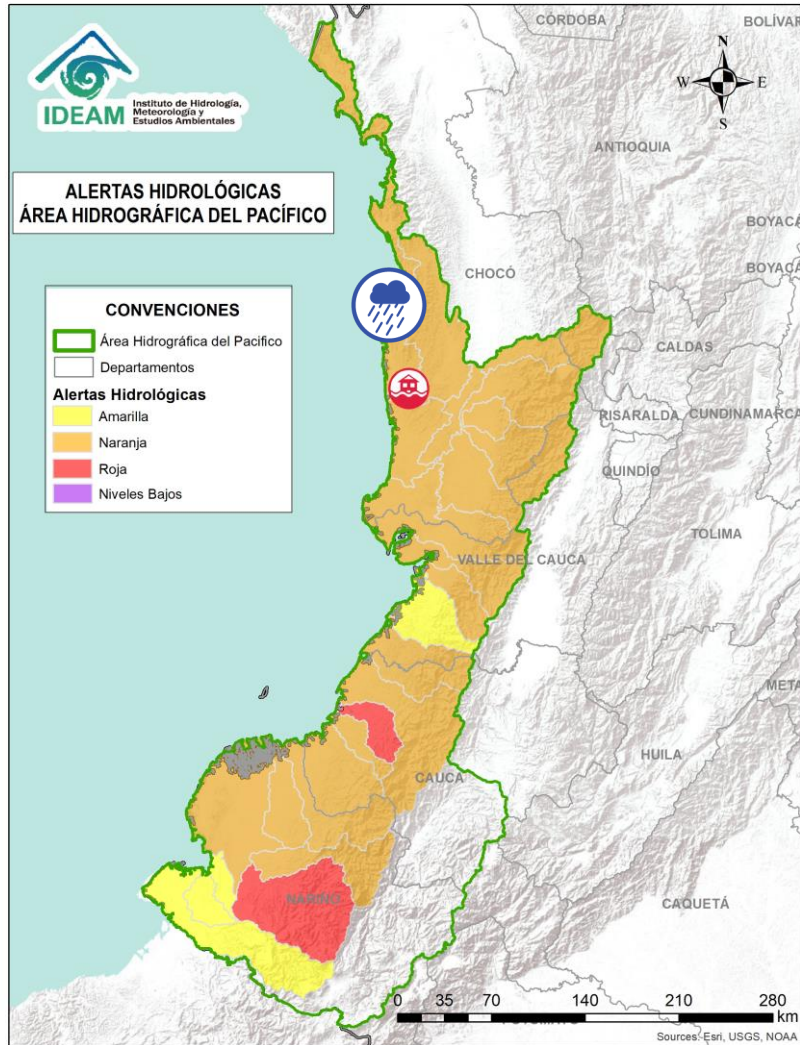 CÓRDOBA
BOLÍVAR
N
W E
S
IDEAM
Instituto de Hidrología,
Meteorología y
Estudios Ambientales
ANTIOQUIA
ALERTAS HIDROLÓGICAS
ÁREA HIDROGRÁFICA DEL PACÍFICO
BOYACÁ
BOYACÁ
CHOCÓ
CONVENCIONES
Área Hidrográfica del Pacifico
Departamentos
Alertas Hidrológicas
Amarilla
Naranja
Roja
Niveles Bajos
CALDAS
RISARALDA
CUNDINAMARCA
QUINDÍO
TOLIMA
VALLE DEL CAUCA
META
HUILA
CAUCA
NARIÑO
CAQUETÁ
0 35 70 140 210 280
km
Sources: Esri, USGS, NOAA